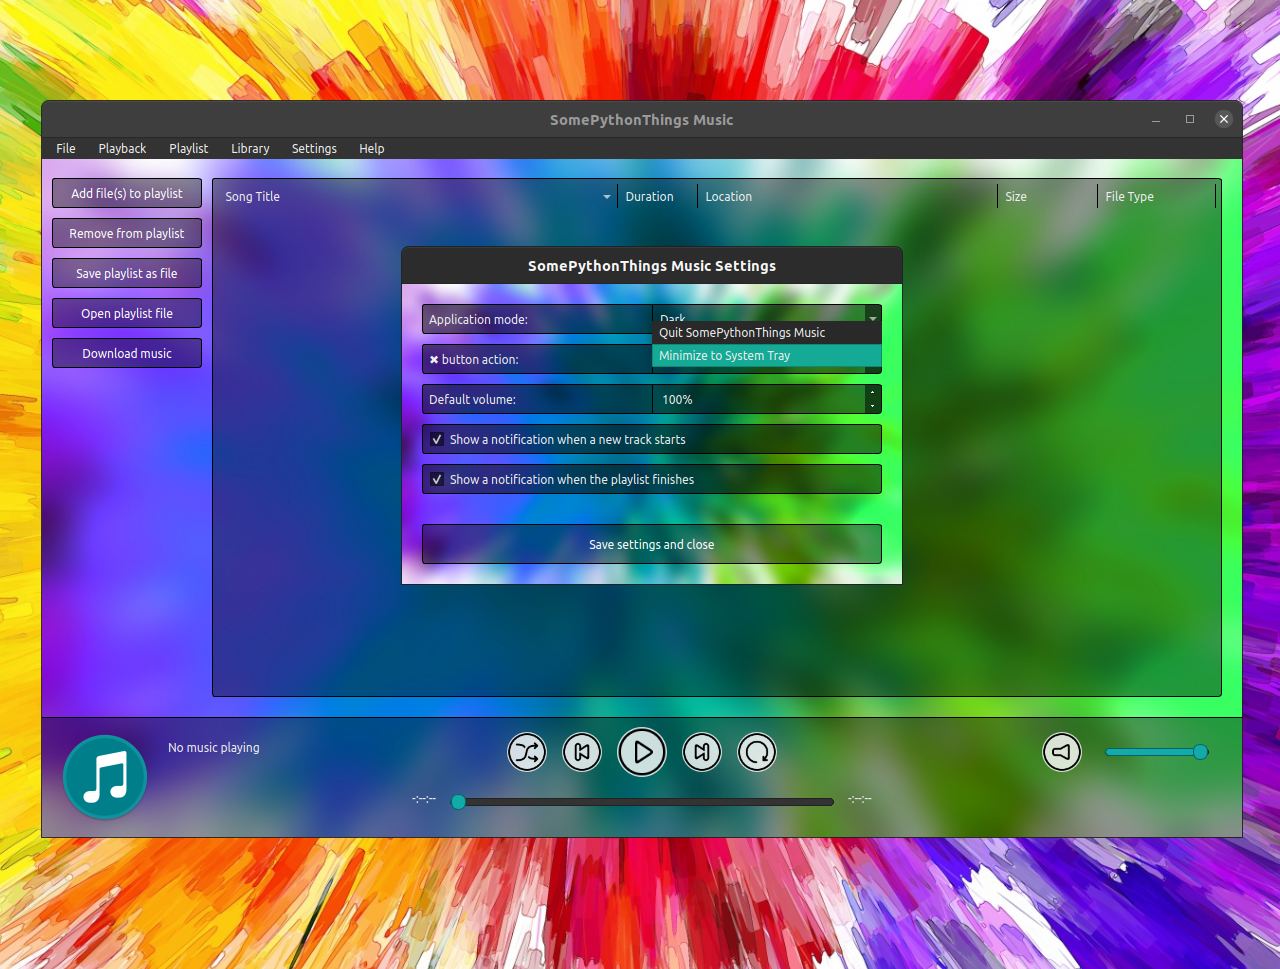 SomePythonThings Music
File Playback Playlist Library Settings Help
Add file(s) to playlist
Remove from playlist
Save playlist as file
Open playlist file
Download music
Song Title Duration Location Size File Type
SomePythonThings Music Settings
Application mode: Dark
Quit SomePythonThings Music
Minimize to System Tray
✖ button action:
Default volume: 100%
Show a notification when a new track starts
Show a notification when the playlist finishes
Save settings and close
No music playing
-:--:-- -:--:--